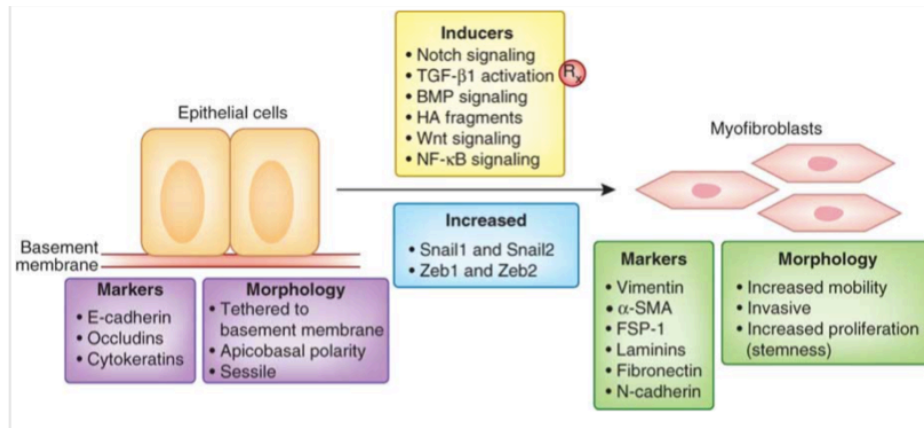 Inducers
• Notch signaling
• TGF-β1 activation
Rx
• BMP signaling
• HA fragments
• Wnt signaling
• NF-κB signaling
Epithelial cells
Myofibroblasts
Basement
membrane
Increased
• Snail1 and Snail2
• Zeb1 and Zeb2
Markers
• E-cadherin
• Occludins
• Cytokeratins
Morphology
• Tethered to
basement membrane
• Apicobasal polarity
• Sessile
Markers
• Vimentin
• α-SMA
• FSP-1
• Laminins
• Fibronectin
• N-cadherin
Morphology
• Increased mobility
• Invasive
• Increased proliferation
(stemness)